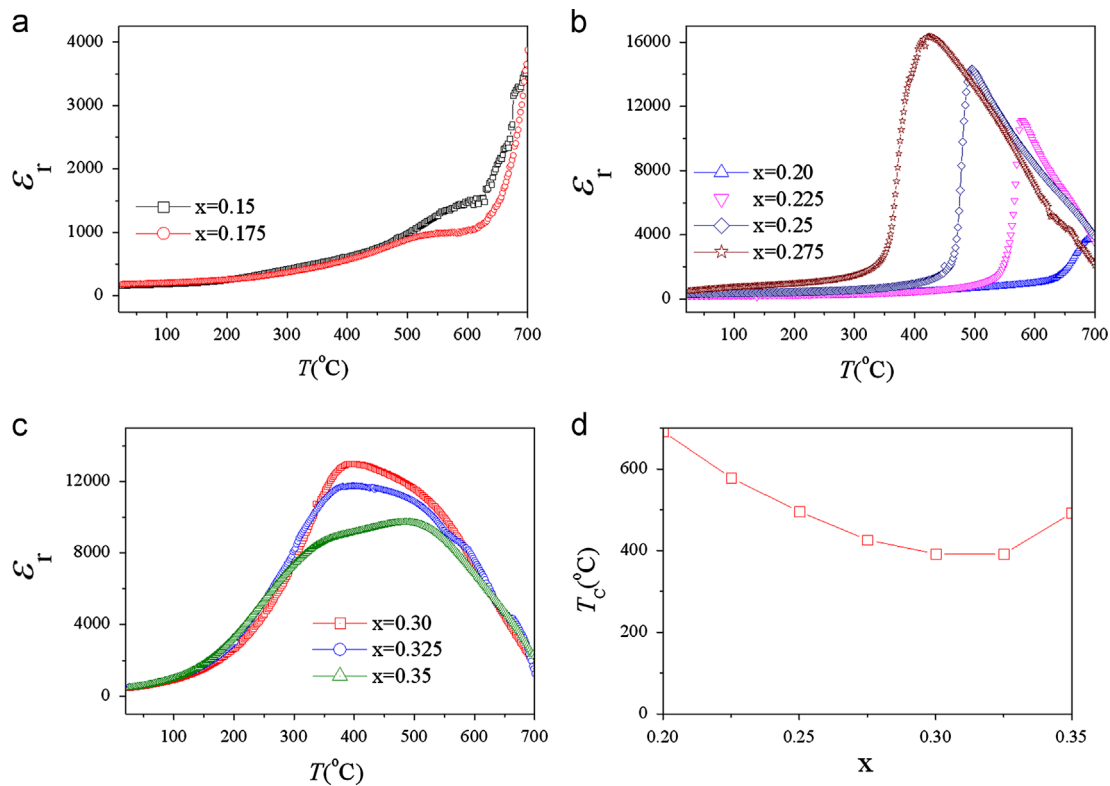 a
4000
3000
2000
1000
0
εr
x=0.15
x=0.175
100 200 300 400 500 600 700
T(°C)
b
16000
12000
8000
4000
0
εr
x=0.20
x=0.225
x=0.25
x=0.275
100 200 300 400 500 600 700
T(°C)
c
12000
8000
4000
0
εr
x=0.30
x=0.325
x=0.35
100 200 300 400 500 600 700
T(°C)
d
600
400
200
0
TC(°C)
0.20 0.25 0.30 0.35
x